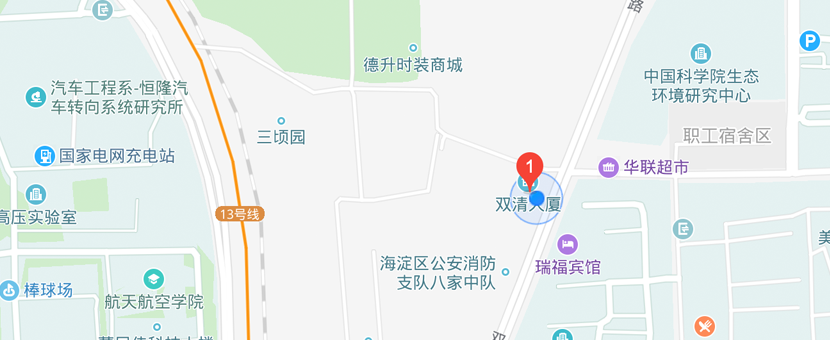 路
P
德升时装商城
汽车工程系-恒隆汽
车转向系统研究所
中国科学院生态
环境研究中心
三顷园
职工宿舍区
国家电网充电站
1
华联超市
双清大厦
高压实验室
13号线
美
海淀区公安消防
支队八家中队
瑞福宾馆
棒球场
航天航空学院
双